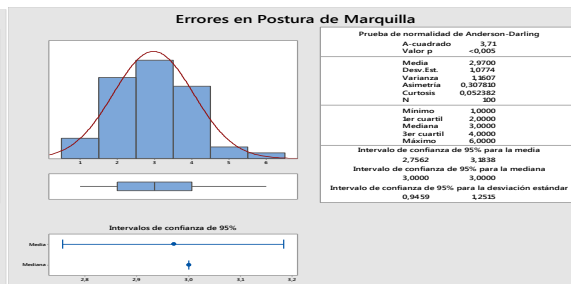 Errores en Postura de Marquilla
Prueba de normalidad de Anderson-Darling
A-cuadrado 3,71
Valor p <0,005
Media 2,9700
Desv.Est. 1,0774
Varianza 1,1607
Asimetría 0,307810
Curtosis 0,052382
N 100
Mínimo 1,0000
1er cuartil 2,0000
Mediana 3,0000
3er cuartil 4,0000
Máximo 6,0000
Intervalo de confianza de 95% para la media
2,7562 3,1838
Intervalo de confianza de 95% para la mediana
3,0000 3,0000
Intervalo de confianza de 95% para la desviación estándar
0,9459 1,2515
1 2 3 4 5 6
Intervalos de confianza de 95%
Media
Mediana
2,8 2,9 3,0 3,1 3,2